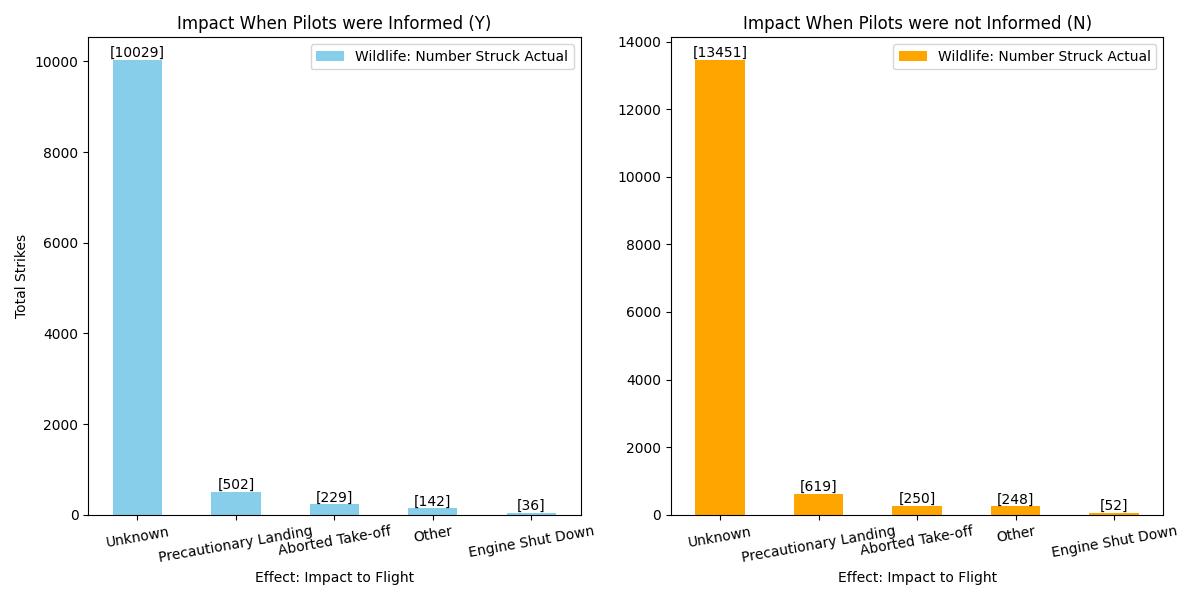 Impact When Pilots were Informed (Y)
Wildlife: Number Struck Actual
Total Strikes
10000
8000
6000
4000
2000
0
[10029]
[502]
[229]
[142]
[36]
Unknown
Precautionary Landing
Aborted Take-off
Other
Engine Shut Down
Effect: Impact to Flight
Impact When Pilots were not Informed (N)
Wildlife: Number Struck Actual
14000
12000
10000
8000
6000
4000
2000
0
[13451]
[619]
[250]
[248]
[52]
Unknown
Precautionary Landing
Aborted Take-off
Other
Engine Shut Down
Effect: Impact to Flight